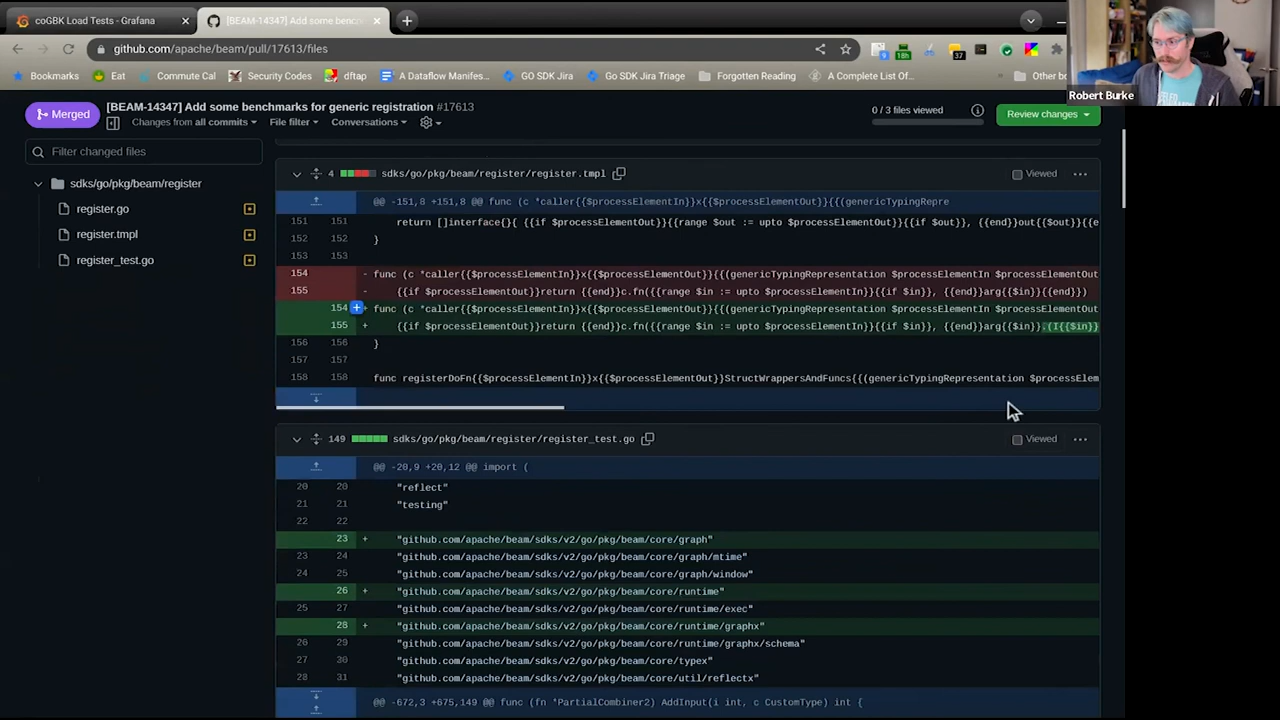 coGBK Load Tests - Grafana
[BEAM-14347] Add some benc
github.com/apache/beam/pull/17613/files
9
18h
37
Bookmarks
Eat
Commute Cal
Security Codes
dftap
A Dataflow Manifes...
GO SDK Jira
Go SDK Jira Triage
Forgotten Reading
A Complete List Of...
Other bo
Robert Burke
Merged
[BEAM-14347] Add some benchmarks for generic registration #17613
Changes from all commits
File filter
Conversations
0 / 3 files viewed
Review changes
Filter changed files
sdks/go/pkg/beam/register
register.go
register.tmpl
register_test.go
4 sdks/go/pkg/beam/register/register.tmpl
Viewed
@@ -151,8 +151,8 @@ func (c *caller{{$processElementIn}}x{{$processElementOut}}{{(genericTypingRepre
151 151 return []interface{}{ {{if $processElementOut}}{{range $out := upto $processElementOut}}{{if $out}}, {{end}}out{{$out}}{{e
152 152 }
153 153
154 - func (c *caller{{$processElementIn}}x{{$processElementOut}}{{(genericTypingRepresentation $processElementIn $processElementOut
155 - {{if $processElementOut}}return {{end}}c.fn({{range $in := upto $processElementIn}}{{if $in}}, {{end}}arg{{$in}}{{end}})
154 + func (c *caller{{$processElementIn}}x{{$processElementOut}}{{(genericTypingRepresentation $processElementIn $processElementOut
155 + {{if $processElementOut}}return {{end}}c.fn({{range $in := upto $processElementIn}}{{if $in}}, {{end}}arg{{$in}}.(I{{$in}}
156 156 }
157 157
158 158 func registerDoFn{{$processElementIn}}x{{$processElementOut}}StructWrappersAndFuncs{{(genericTypingRepresentation $processElem
149 sdks/go/pkg/beam/register/register_test.go
Viewed
@@ -20,9 +20,12 @@ import (
20 20 "reflect"
21 21 "testing"
22 22
23 + "github.com/apache/beam/sdks/v2/go/pkg/beam/core/graph"
23 24 "github.com/apache/beam/sdks/v2/go/pkg/beam/core/graph/mtime"
24 25 "github.com/apache/beam/sdks/v2/go/pkg/beam/core/graph/window"
26 + "github.com/apache/beam/sdks/v2/go/pkg/beam/core/runtime"
25 27 "github.com/apache/beam/sdks/v2/go/pkg/beam/core/runtime/exec"
28 + "github.com/apache/beam/sdks/v2/go/pkg/beam/core/runtime/graphx"
26 29 "github.com/apache/beam/sdks/v2/go/pkg/beam/core/runtime/graphx/schema"
27 30 "github.com/apache/beam/sdks/v2/go/pkg/beam/core/typex"
28 31 "github.com/apache/beam/sdks/v2/go/pkg/beam/core/util/reflectx"
@@ -672,3 +675,149 @@ func (fn *PartialCombiner2) AddInput(i int, c CustomType) int {